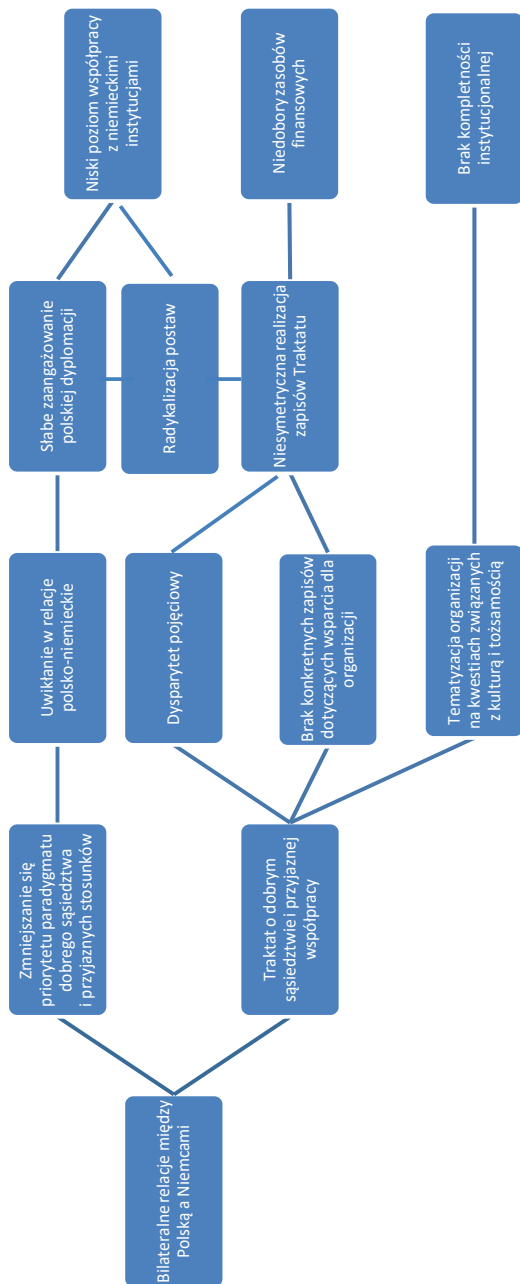 Bilateralne relacje między
Polską a Niemcami
Zmniejszanie się
priorytetu paradygmatu
dobrego sąsiedztwa
i przyjaznych stosunków
Traktat o dobrym
sąsiedztwie i przyjaznej
współpracy
Uwikłanie w relacje
polsko-niemieckie
Dysparytet pojęciowy
Brak konkretnych zapisów
dotyczących wsparcia dla
organizacji
Tematyzacja organizacji
na kwestiach związanych
z kulturą i tożsamością
Słabe zaangażowanie
polskiej dyplomacji
Radykalizacja postaw
Niesymetryczna realizacja
zapisów Traktatu
Niski poziom współpracy
z niemieckimi
instytucjami
Niedobory zasobów
finansowych
Brak kompletności
instytucjonalnej